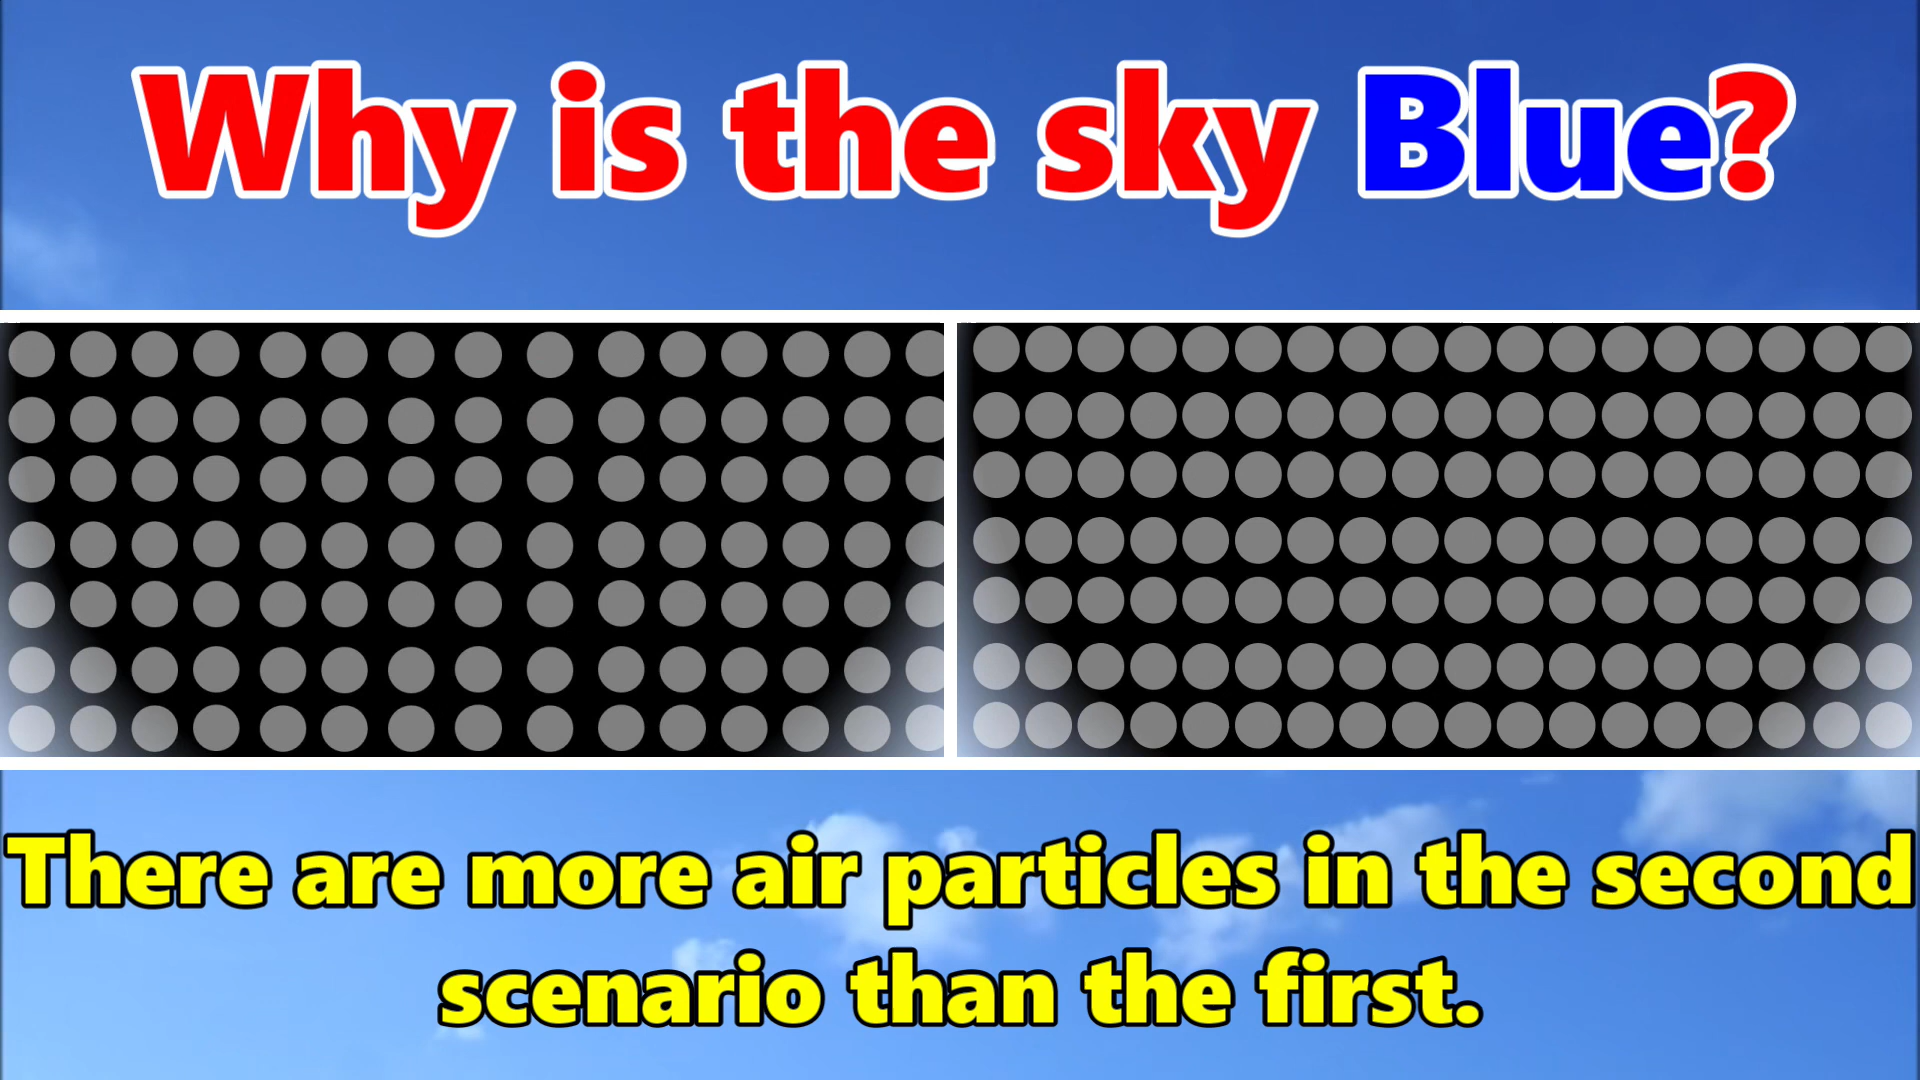 Why is the sky Blue?
There are more air particles in the second
scenario than the first.